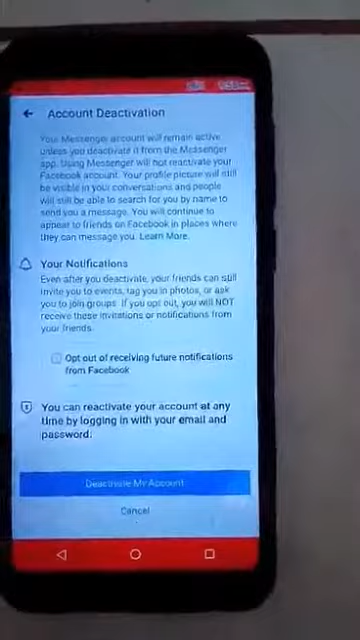 Account Deactivation
Your Messenger account will remain active
unless you deactivate it from the Messenger
app. Using Messenger will not reactivate your
Facebook account. Your profile picture will still
be visible in your conversations and people
will still be able to search for you by name to
send you a message. You will continue to
appear to friends on Facebook in places where
they can message you. Learn More.
Your Notifications
Even after you deactivate, your friends can still
invite you to events, tag you in photos, or ask
you to join groups. If you opt out, you will NOT
receive these invitations or notifications from
your friends.
Opt out of receiving future notifications
from Facebook
You can reactivate your account at any
time by logging in with your email and
password.
Deactivate My Account
Cancel